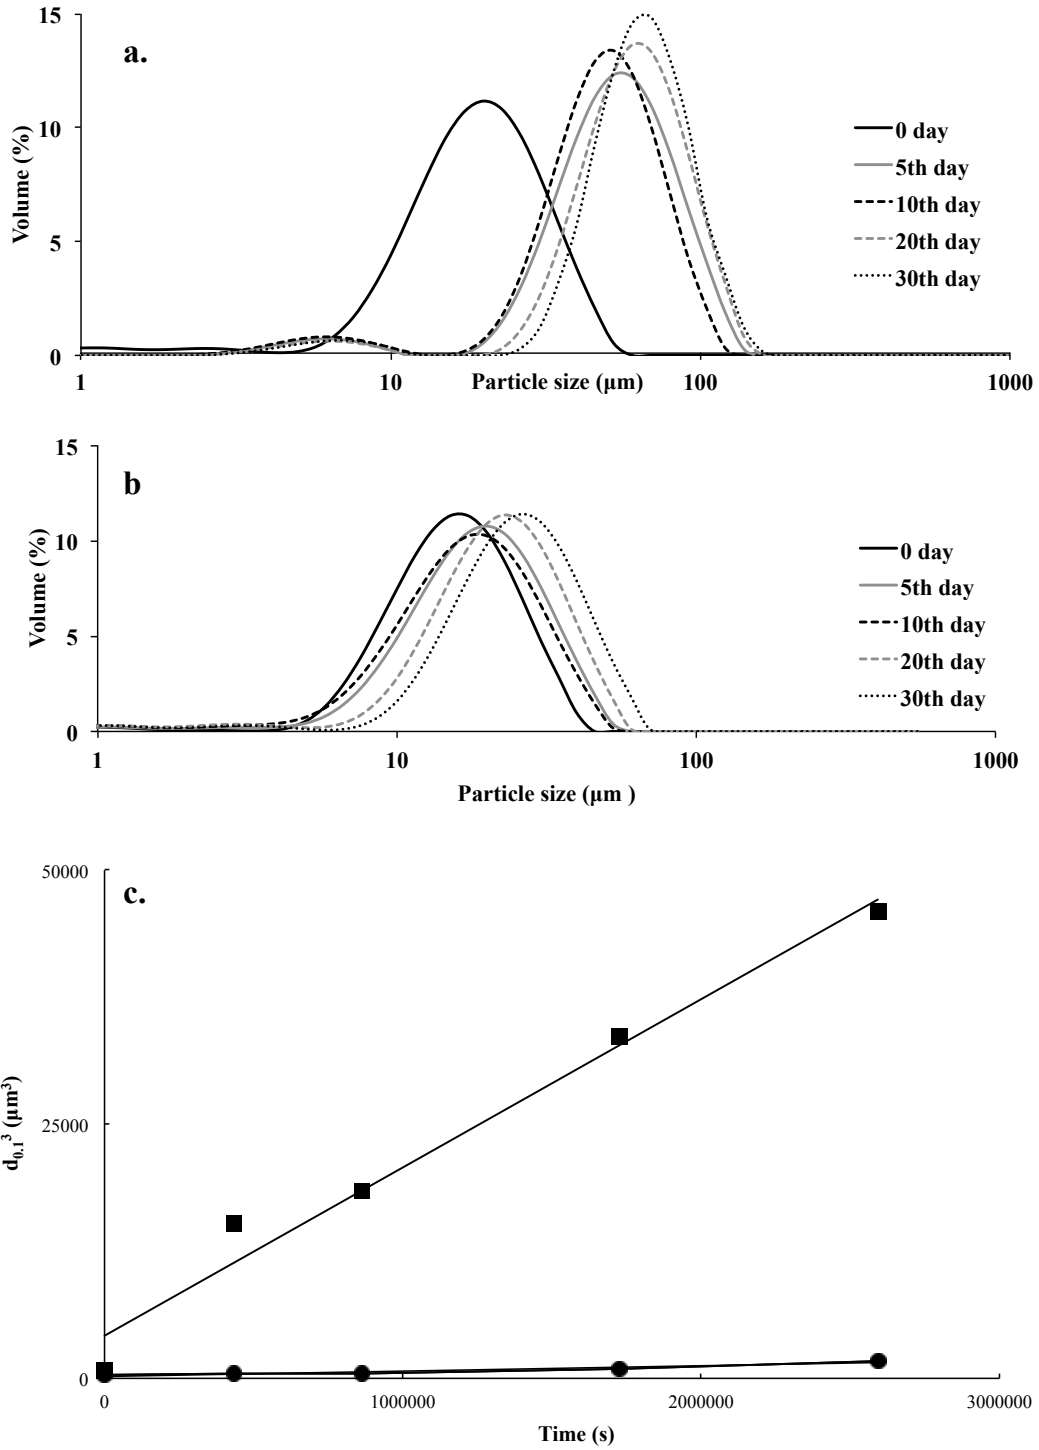 15
a.
10
5
0
Volume (%)
0 day
5th day
10th day
20th day
30th day
1
10
Particle size (μm)
100
1000
15
b
10
5
0
Volume (%)
0 day
5th day
10th day
20th day
30th day
1
10
100
1000
Particle size (μm )
50000
c.
25000
0
d0.1³ (μm³)
0
1000000
2000000
3000000
Time (s)